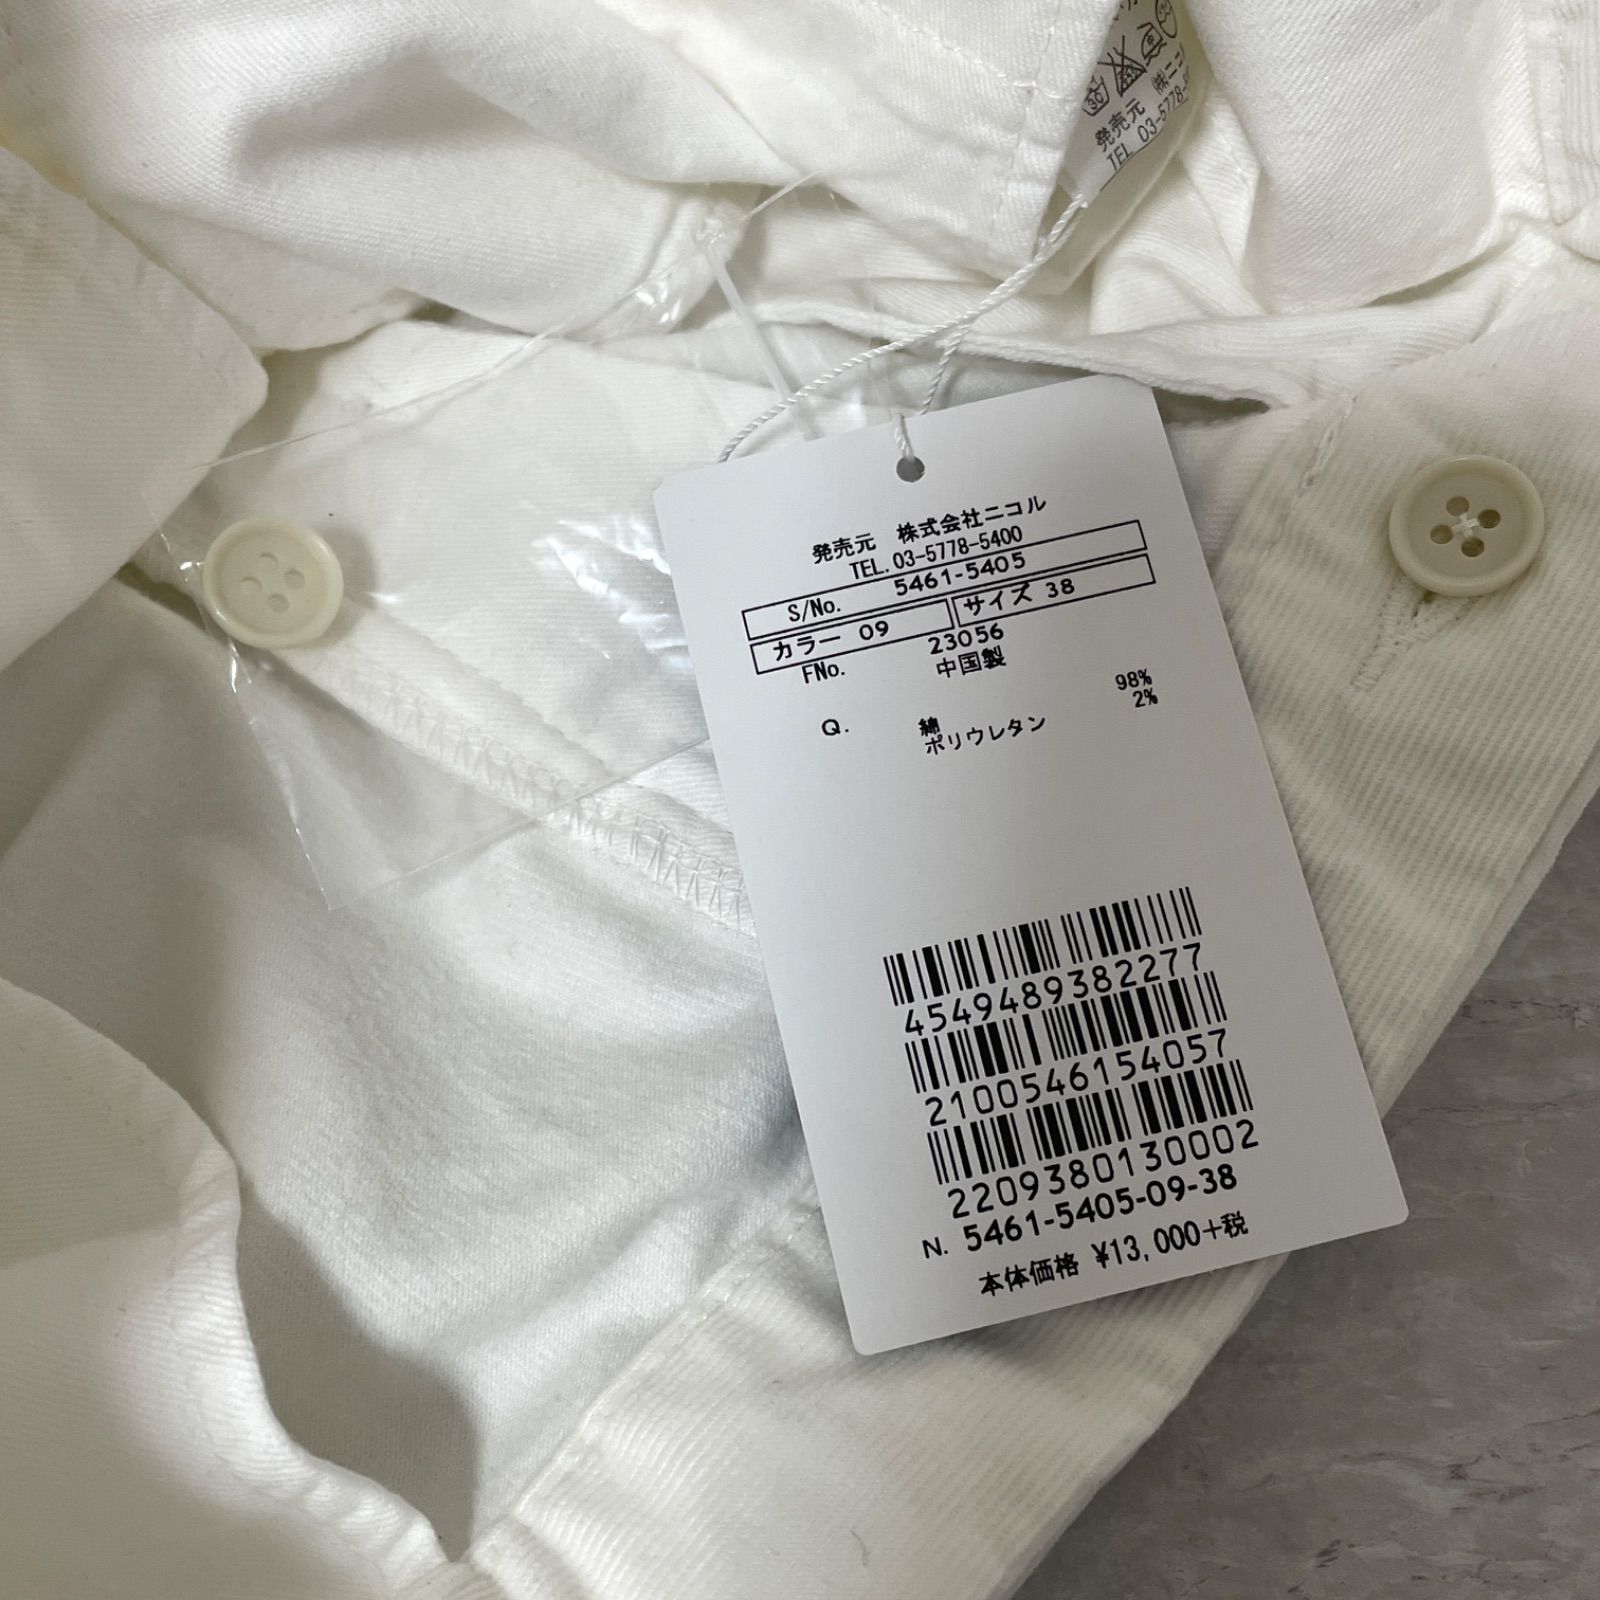 30
発売元 ㈱ニコ
TEL 03-5778-5
発売元 株式会社ニコル
TEL.03-5778-5400
S/No. 5461-5405
カラー 09 サイズ 38
FNo. 23056
中国製
Q. 綿 98%
ポリウレタン 2%
4549489382277
2100546154057
2209380130002
N. 5461-5405-09-38
本体価格 ¥13,000+税